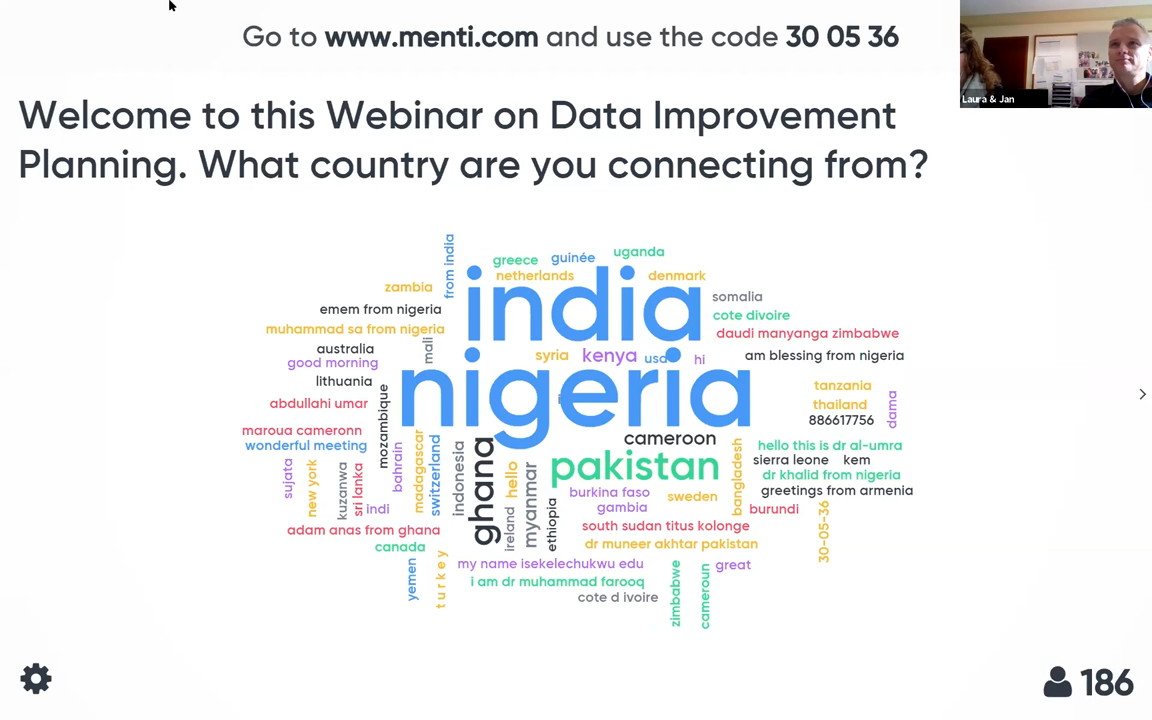 Go to www.menti.com and use the code 30 05 36
Laura & Jan
Welcome to this Webinar on Data Improvement
Planning. What country are you connecting from?
from india
greece
guinée
uganda
zambia
netherlands
denmark
india
somalia
emem from nigeria
cote divoire
muhammad sa from nigeria
daudi manyanga zimbabwe
australia
mali
syria
kenya
usa
hi
am blessing from nigeria
good morning
lithuania
nigeria
tanzania
abdullahi umar
mozambique
thailand
dama
886617756
maroua cameronn
wonderful meeting
cameroon
hello this is dr al-umra
sierra leone
kem
sujata
new york
kuzanwa
sri lanka
bahrain
madagascar
switzerland
indonesia
ghana
hello
myanmar
pakistan
bangladesh
dr khalid from nigeria
greetings from armenia
indi
ireland
ethiopia
burkina faso
sweden
gambia
burundi
30-05-36
adam anas from ghana
south sudan titus kolonge
canada
dr muneer akhtar pakistan
yemen
turkey
my name isekelechukwu edu
great
i am dr muhammad farooq
cote d ivoire
zimbabwe
cameroun
186